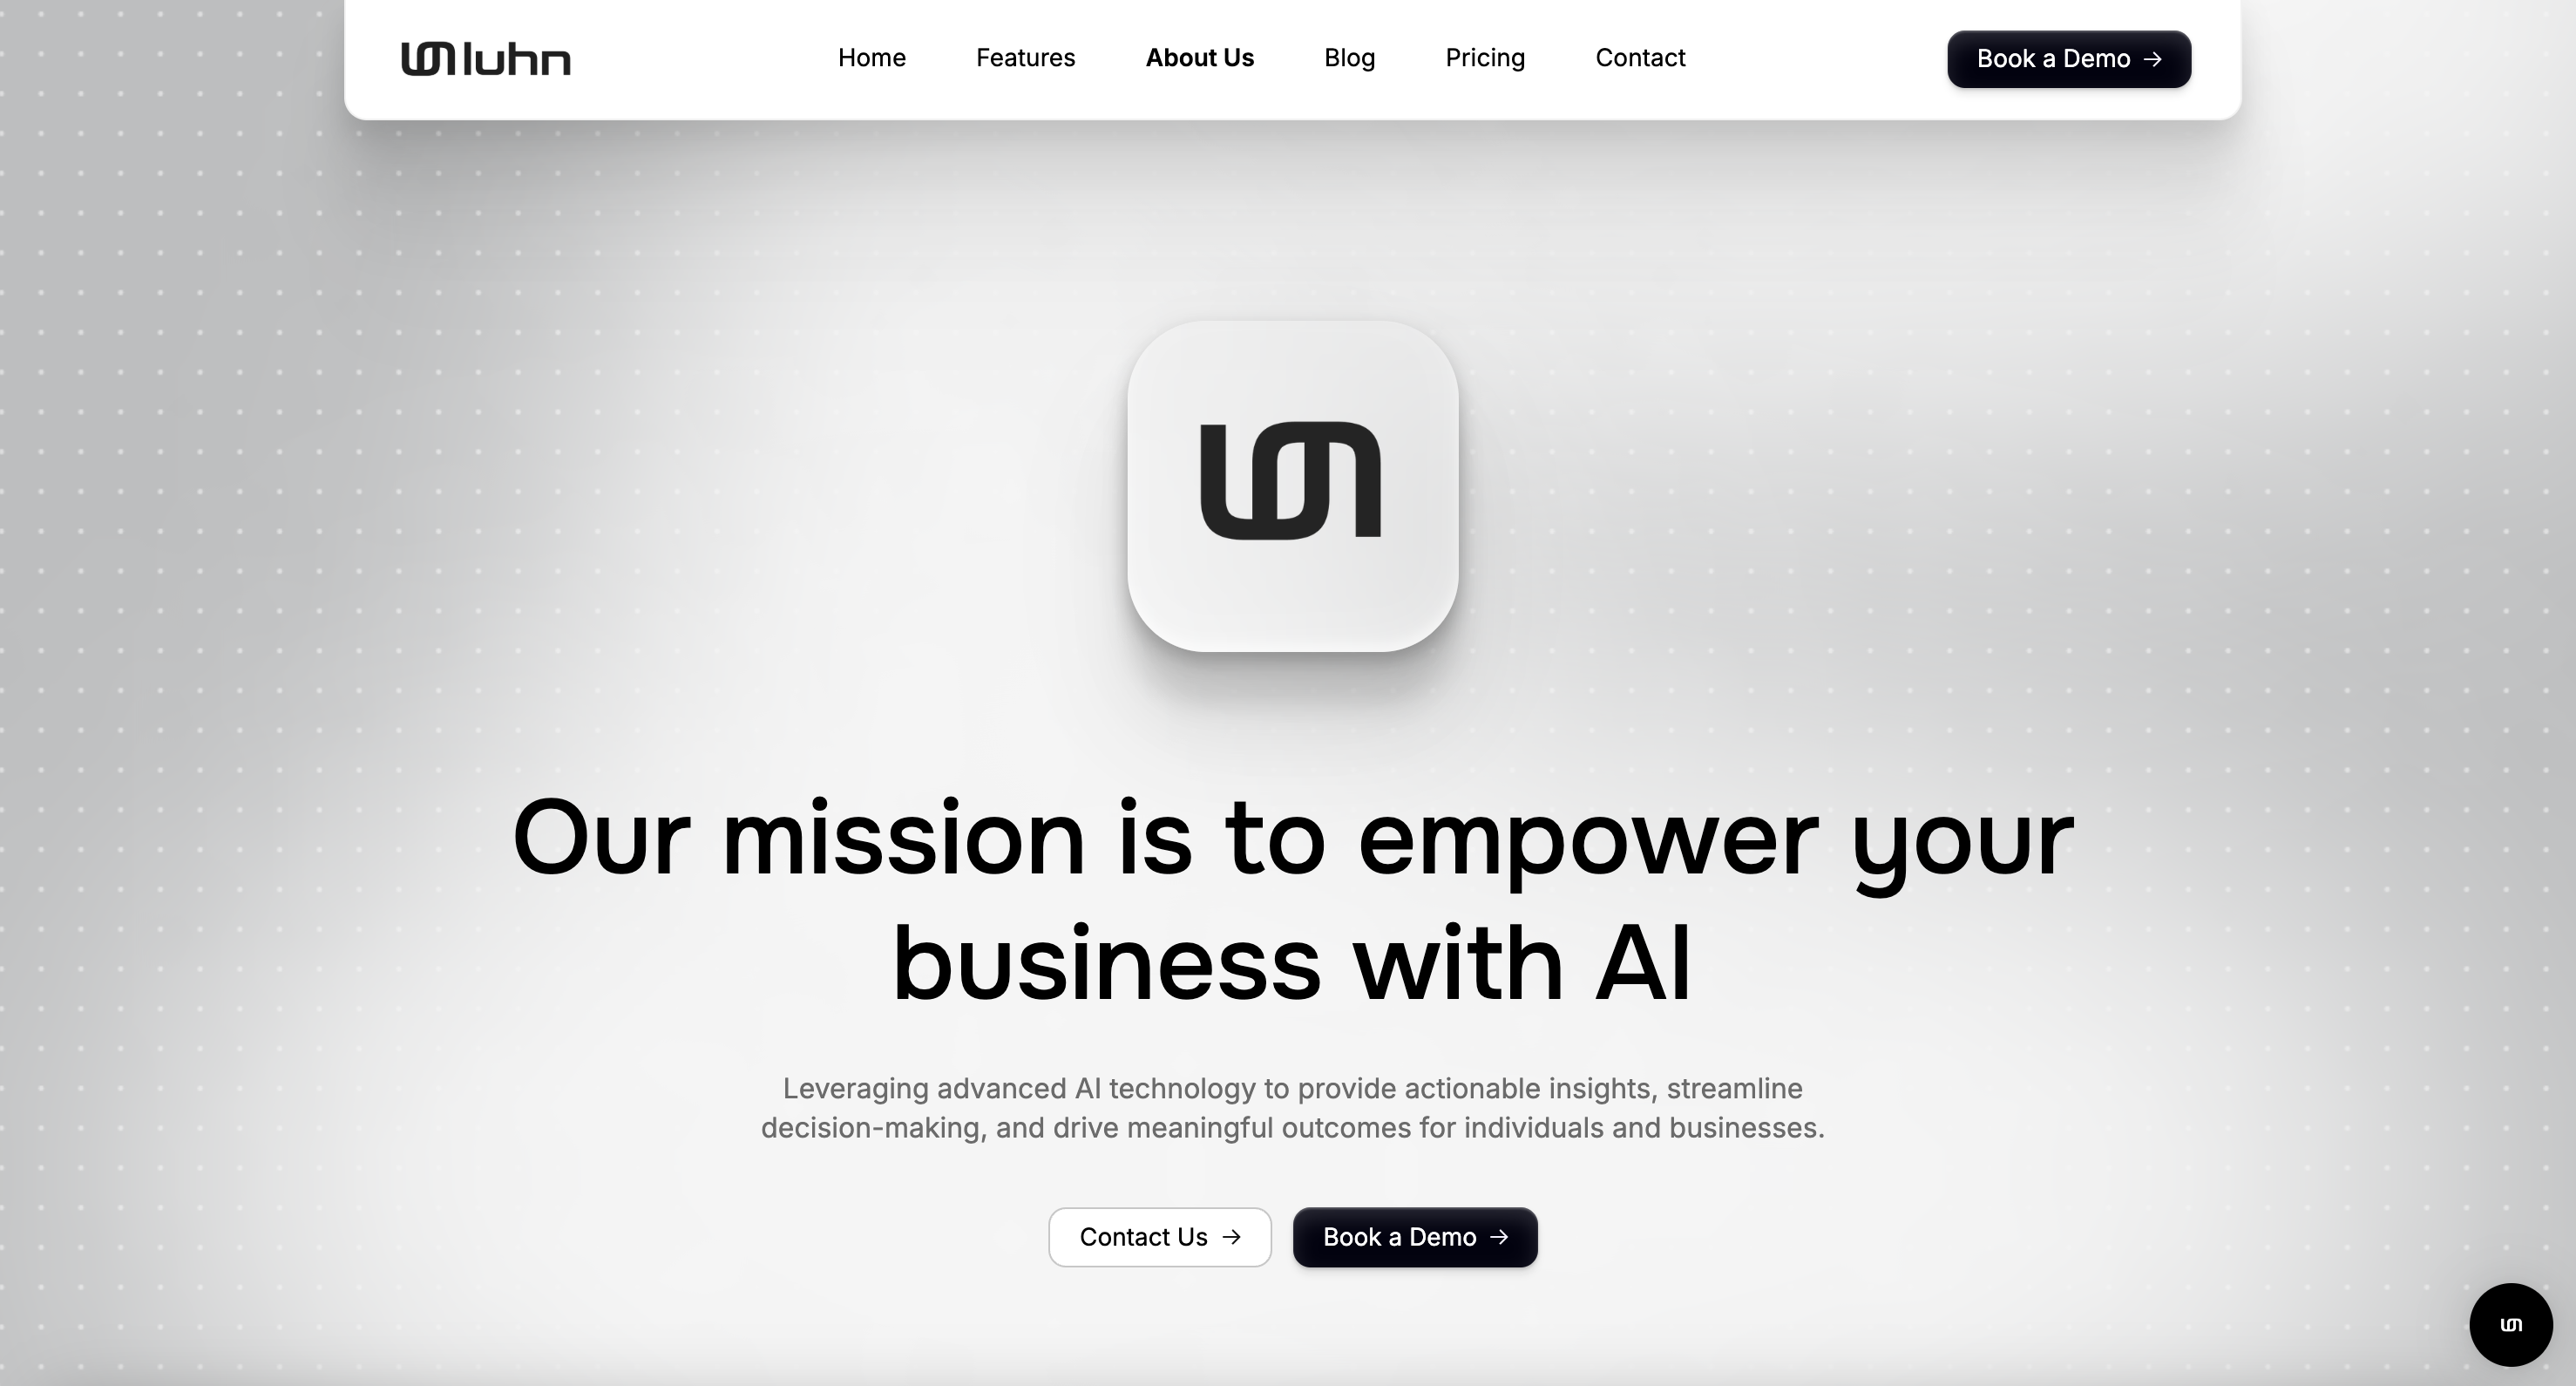 luhn
Home
Features
About Us
Blog
Pricing
Contact
Book a Demo →
Our mission is to empower your
business with AI
Leveraging advanced AI technology to provide actionable insights, streamline
decision-making, and drive meaningful outcomes for individuals and businesses.
Contact Us →
Book a Demo →